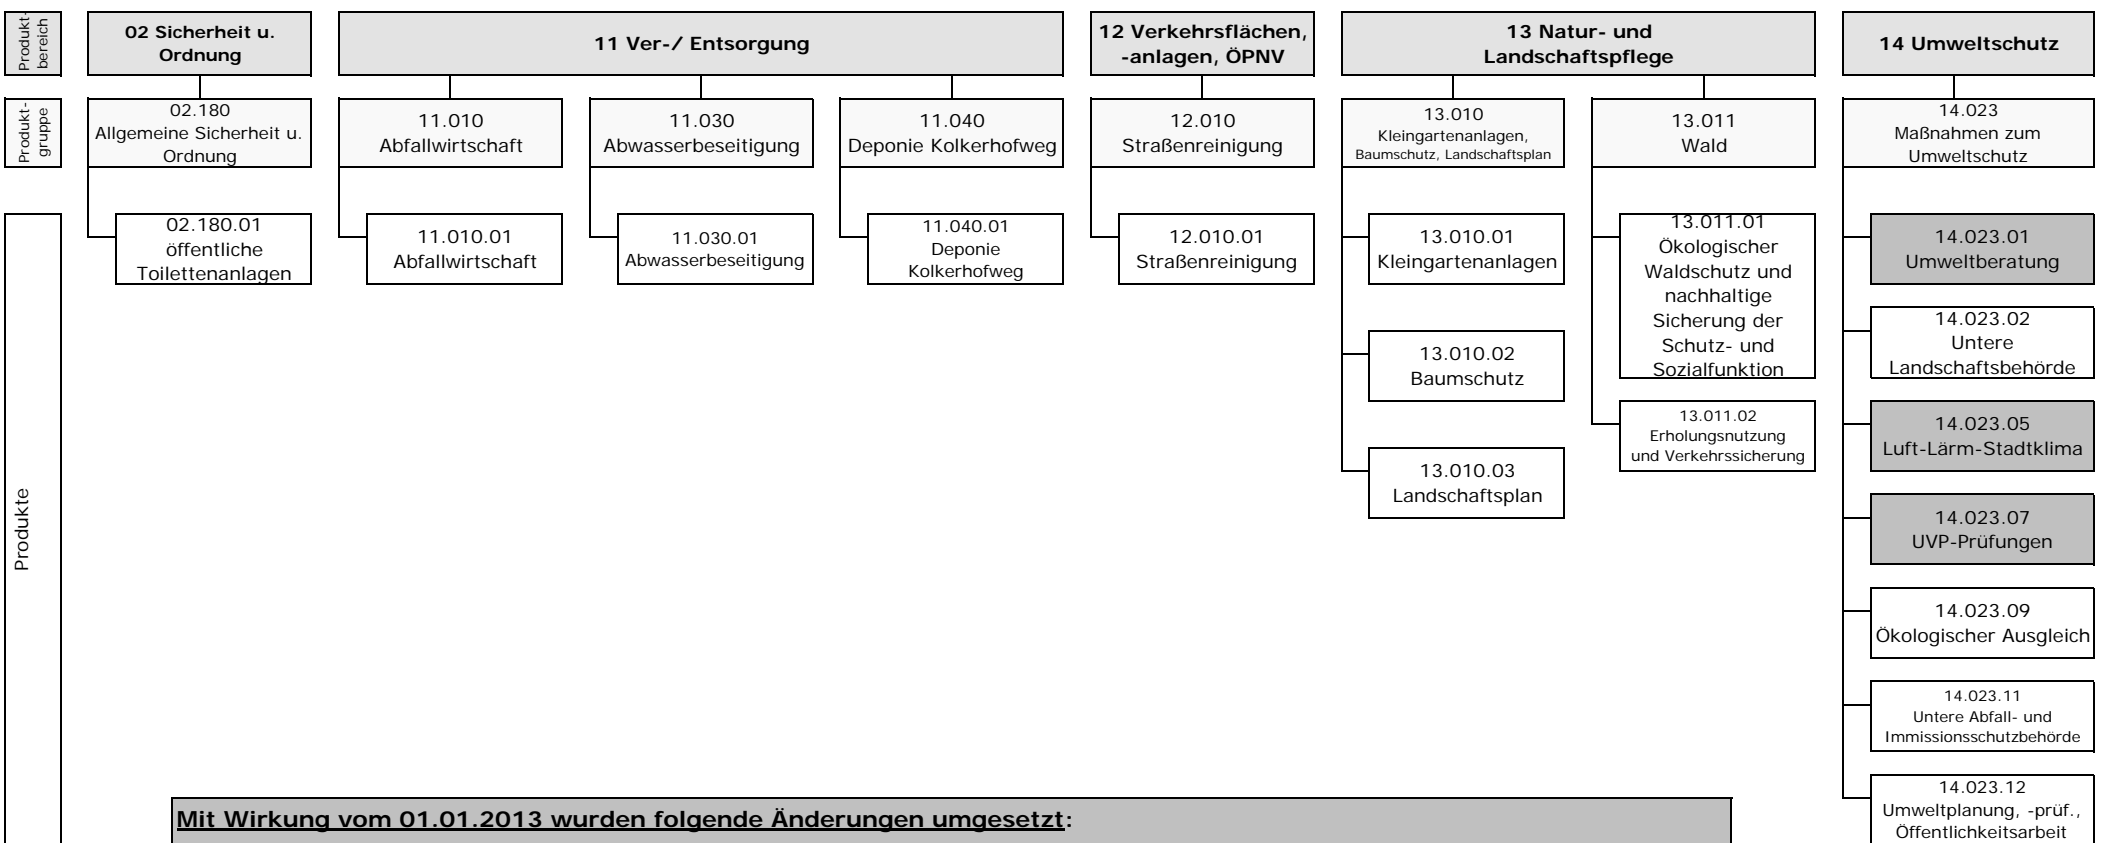 Produkt-
bereich
02 Sicherheit u.
Ordnung
11 Ver-/ Entsorgung
12 Verkehrsflächen,
-anlagen, ÖPNV
13 Natur- und
Landschaftspflege
14 Umweltschutz
Produkt-
gruppe
02.180
Allgemeine Sicherheit u.
Ordnung
11.010
Abfallwirtschaft
11.030
Abwasserbeseitigung
11.040
Deponie Kolkerhofweg
12.010
Straßenreinigung
13.010
Kleingartenanlagen,
Baumschutz, Landschaftsplan
13.011
Wald
14.023
Maßnahmen zum
Umweltschutz
Produkte
02.180.01
öffentliche
Toilettenanlagen
11.010.01
Abfallwirtschaft
11.030.01
Abwasserbeseitigung
11.040.01
Deponie
Kolkerhofweg
12.010.01
Straßenreinigung
13.010.01
Kleingartenanlagen
13.010.02
Baumschutz
13.010.03
Landschaftsplan
13.011.01
Ökologischer
Waldschutz und
nachhaltige
Sicherung der
Schutz- und
Sozialfunktion
13.011.02
Erholungsnutzung
und Verkehrssicherung
14.023.01
Umweltberatung
14.023.02
Untere
Landschaftsbehörde
14.023.05
Luft-Lärm-Stadtklima
14.023.07
UVP-Prüfungen
14.023.09
Ökologischer Ausgleich
14.023.11
Untere Abfall- und
Immissionsschutzbehörde
14.023.12
Umweltplanung, -prüf.,
Öffentlichkeitsarbeit
Mit Wirkung vom 01.01.2013 wurden folgende Änderungen umgesetzt: